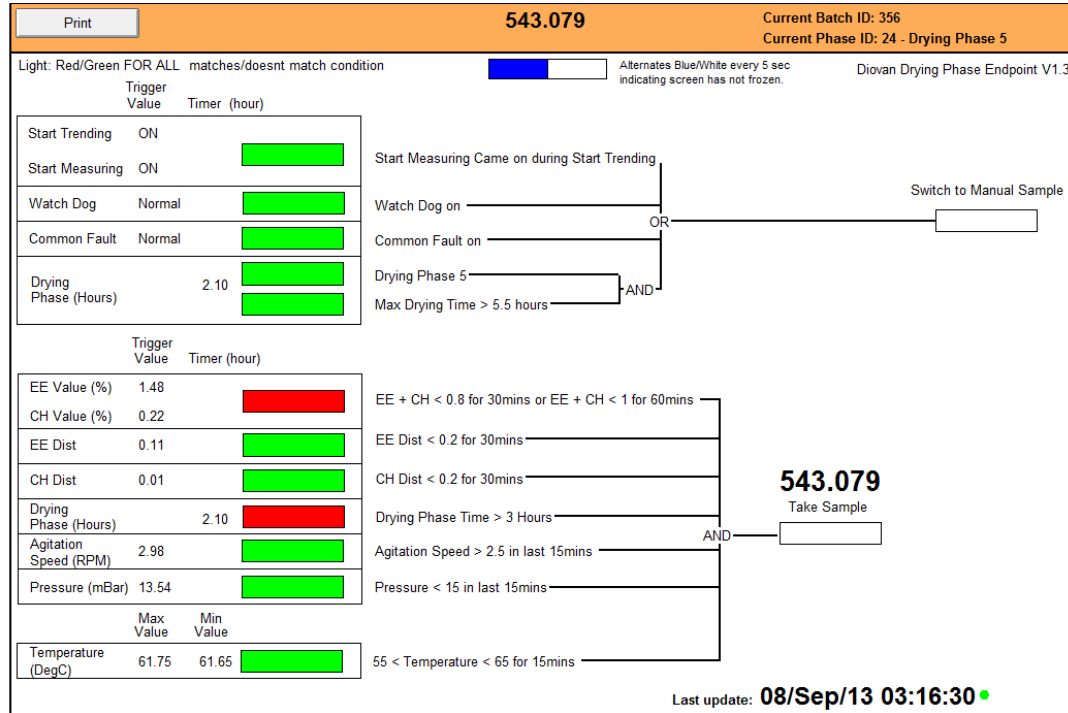 Print
543.079
Current Batch ID: 356
Current Phase ID: 24 - Drying Phase 5
Light: Red/Green FOR ALL matches/doesnt match condition
Alternates Blue/White every 5 sec
indicating screen has not frozen.
Diovan Drying Phase Endpoint V1.3
Trigger
Value Timer (hour)
Start Trending ON
Start Measuring ON
Start Measuring Came on during Start Trending
Watch Dog Normal
Watch Dog on
Common Fault Normal
Common Fault on
Drying
Phase (Hours) 2.10
Drying Phase 5
Max Drying Time > 5.5 hours
AND
OR
Switch to Manual Sample
Trigger
Value Timer (hour)
EE Value (%) 1.48
CH Value (%) 0.22
EE + CH < 0.8 for 30mins or EE + CH < 1 for 60mins
EE Dist 0.11
EE Dist < 0.2 for 30mins
CH Dist 0.01
CH Dist < 0.2 for 30mins
Drying
Phase (Hours) 2.10
Drying Phase Time > 3 Hours
Agitation
Speed (RPM) 2.98
Agitation Speed > 2.5 in last 15mins
Pressure (mBar) 13.54
Pressure < 15 in last 15mins
Max Min
Value Value
Temperature
(DegC) 61.75 61.65
55 < Temperature < 65 for 15mins
AND
543.079
Take Sample
Last update: 08/Sep/13 03:16:30